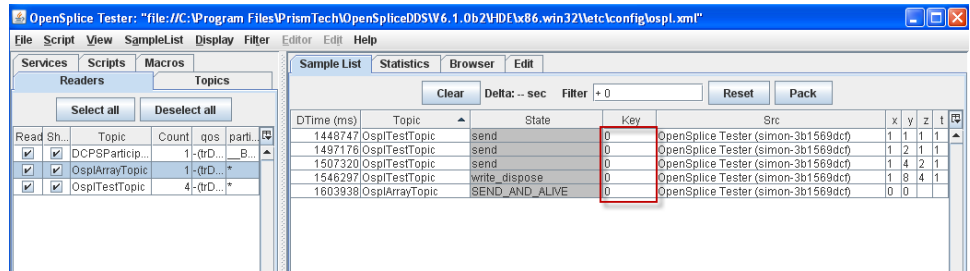 OpenSplice Tester: "file://C:\Program Files\PrismTech\OpenSpliceDDS\V6.1.0b2\HDE\x86.win32\\etc\config\ospl.xml"
File Script View SampleList Display Filter Editor Edit Help
Services Scripts Macros
Readers Topics
Select all Deselect all
Read Sh... Topic Count qos parti...
DCPSParticip... 1 -(trD... __B...
OsplArrayTopic 1 -(trD... *
OsplTestTopic 4 -(trD... *
Sample List Statistics Browser Edit
Clear Delta: -- sec Filter + 0 Reset Pack
DTime (ms) Topic State Key Src x y z t
1448747 OsplTestTopic send 0 OpenSplice Tester (simon-3b1569dcf) 1 1 1 1
1497176 OsplTestTopic send 0 OpenSplice Tester (simon-3b1569dcf) 1 2 1 1
1507320 OsplTestTopic send 0 OpenSplice Tester (simon-3b1569dcf) 1 4 2 1
1546297 OsplTestTopic write_dispose 0 OpenSplice Tester (simon-3b1569dcf) 1 8 4 1
1603938 OsplArrayTopic SEND_AND_ALIVE 0 OpenSplice Tester (simon-3b1569dcf) 0 0